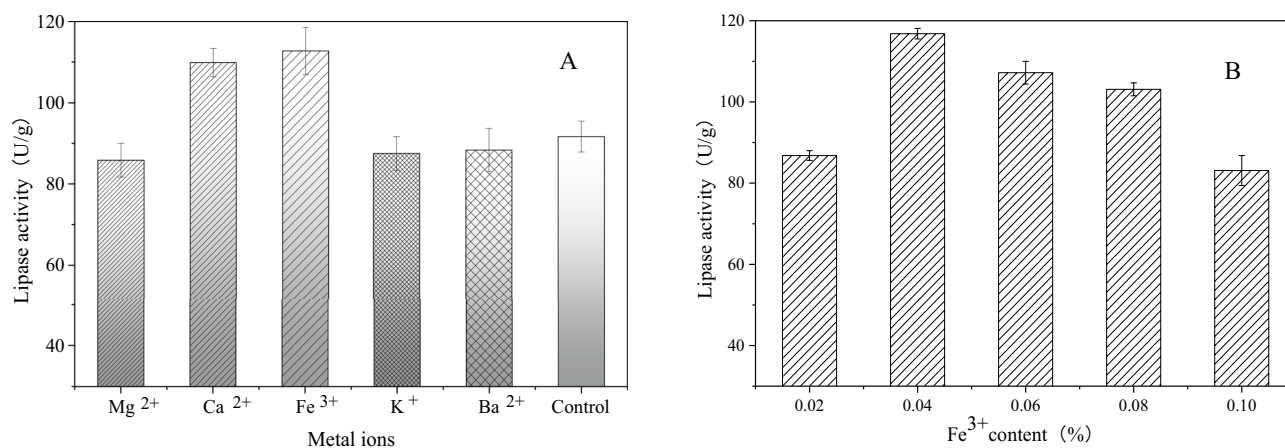 A
Lipase activity（U/g）
120
100
80
60
40
Mg 2+ Ca 2+ Fe 3+ K + Ba 2+ Control
Metal ions
B
Lipase activity（U/g）
120
100
80
60
40
0.02 0.04 0.06 0.08 0.10
Fe3+content（%）